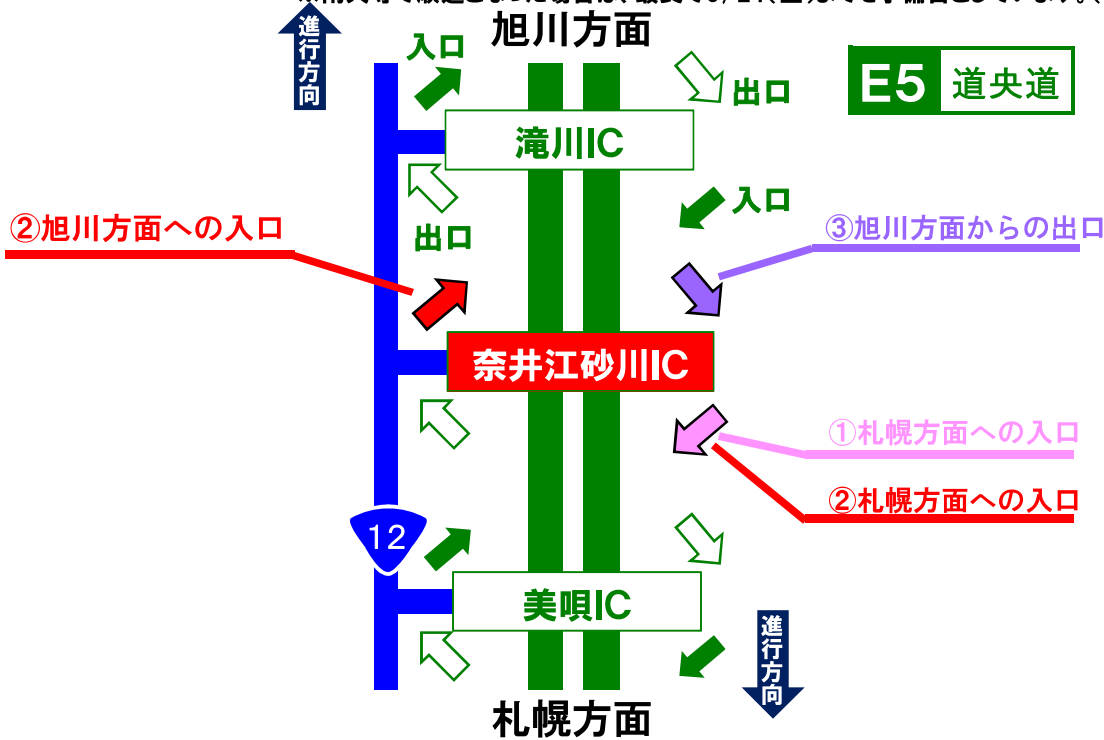 旭川方面
進行方向
入口
出口
E5 道央道
滝川IC
入口
②旭川方面への入口
出口
③旭川方面からの出口
奈井江砂川IC
①札幌方面への入口
②札幌方面への入口
12
美唄IC
進行方向
札幌方面